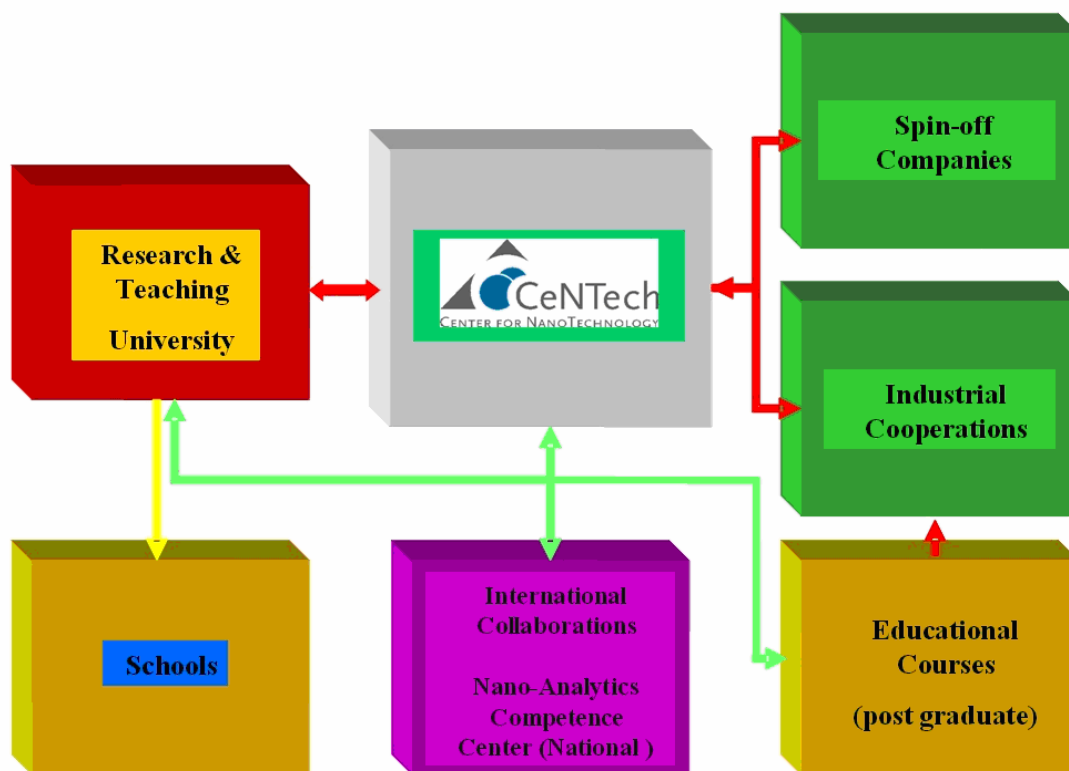 Spin-off
Companies
Research &
Teaching
University
CeNTech
CENTER FOR NANOTECHNOLOGY
Industrial
Cooperations
Schools
International
Collaborations
Nano-Analytics
Competence
Center (National )
Educational
Courses
(post graduate)